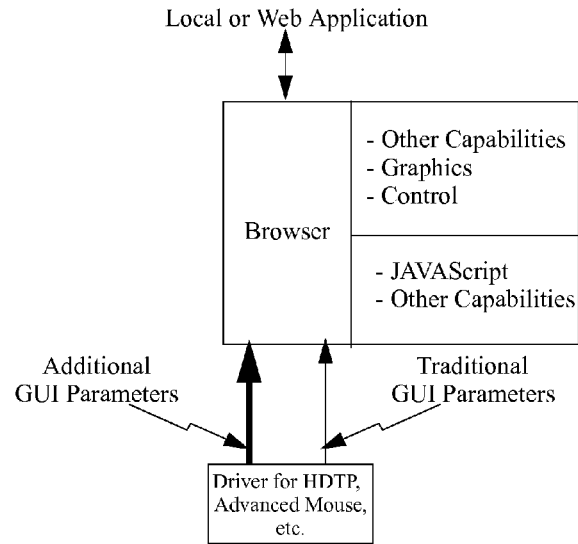 Local or Web Application
Browser
- Other Capabilities
- Graphics
- Control
- JAVAScript
- Other Capabilities
Additional
GUI Parameters
Traditional
GUI Parameters
Driver for HDTP,
Advanced Mouse,
etc.